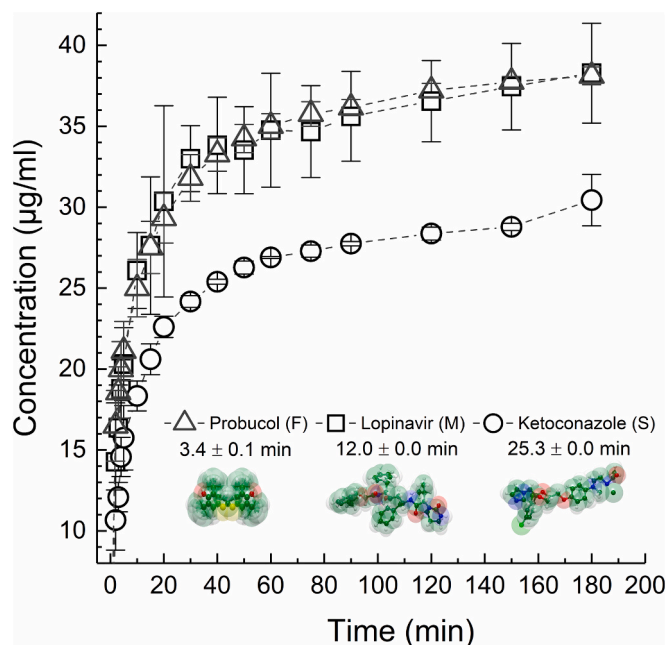 Concentration (µg/ml)
40
35
30
25
20
15
10
Probucol (F) Lopinavir (M) Ketoconazole (S)
3.4 ± 0.1 min 12.0 ± 0.0 min 25.3 ± 0.0 min
0 20 40 60 80 100 120 140 160 180 200
Time (min)